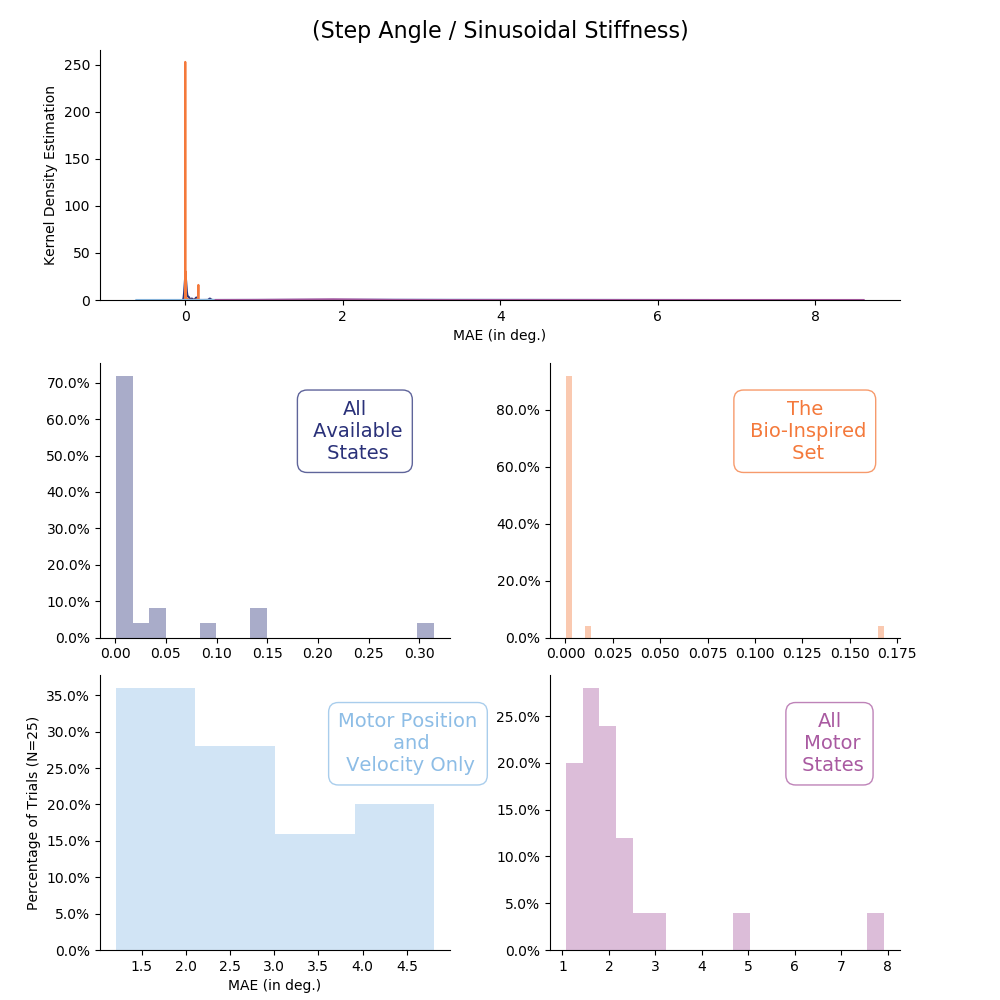 (Step Angle / Sinusoidal Stiffness)
Kernel Density Estimation
250
200
150
100
50
0
0 2 4 6 8
MAE (in deg.)
70.0%
60.0%
50.0%
40.0%
30.0%
20.0%
10.0%
0.0%
All
Available
States
0.00 0.05 0.10 0.15 0.20 0.25 0.30
80.0%
60.0%
40.0%
20.0%
0.0%
The
Bio-Inspired
Set
0.000 0.025 0.050 0.075 0.100 0.125 0.150 0.175
Percentage of Trials (N=25)
35.0%
30.0%
25.0%
20.0%
15.0%
10.0%
5.0%
0.0%
Motor Position
and
Velocity Only
1.5 2.0 2.5 3.0 3.5 4.0 4.5
MAE (in deg.)
25.0%
20.0%
15.0%
10.0%
5.0%
0.0%
All
Motor
States
1 2 3 4 5 6 7 8